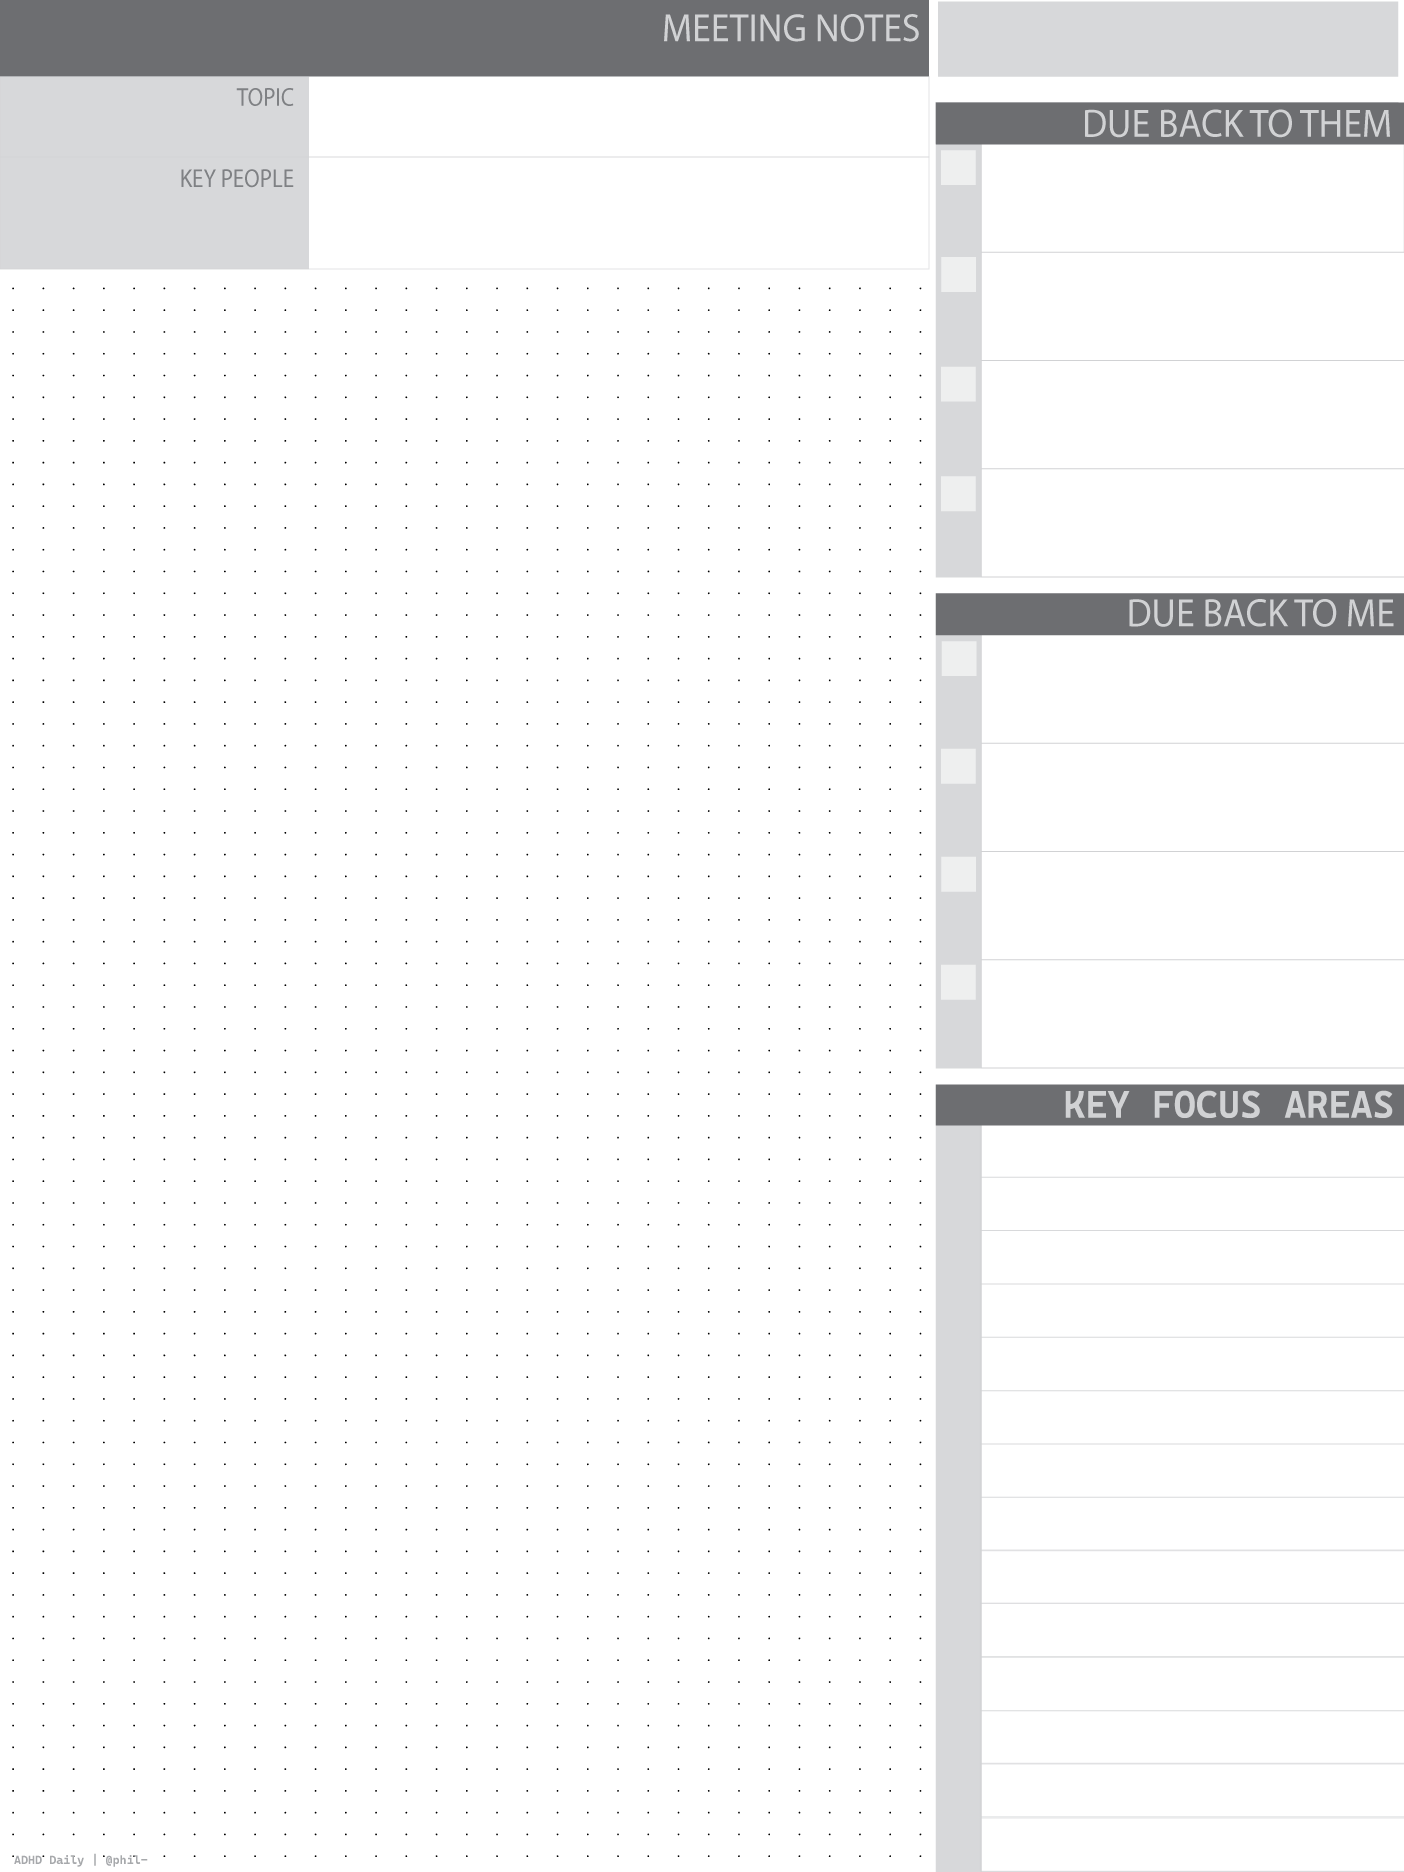 MEETING NOTES
TOPIC
KEY PEOPLE
DUE BACK TO THEM
DUE BACK TO ME
KEY FOCUS AREAS
ADHD Daily | @phil-